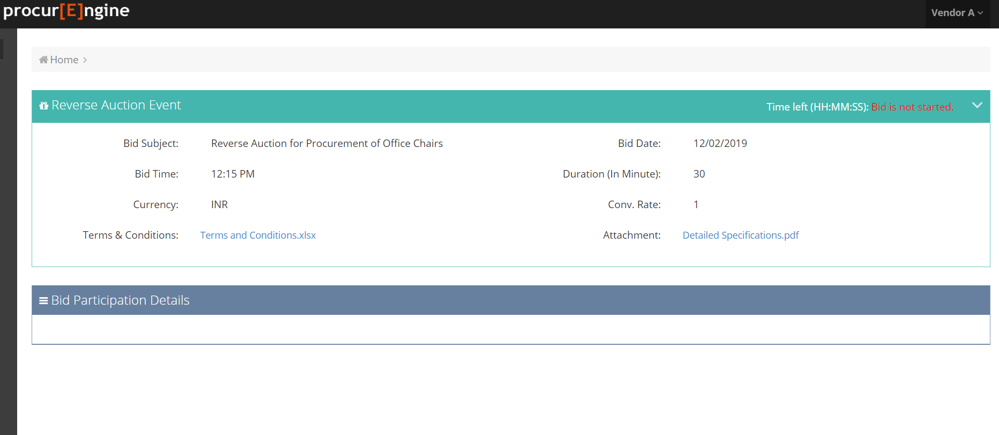 procur[E]ngine
Vendor A
Home
Reverse Auction Event
Time left (HH:MM:SS): Bid is not started.
Bid Subject: Reverse Auction for Procurement of Office Chairs
Bid Date: 12/02/2019
Bid Time: 12:15 PM
Duration (In Minute): 30
Currency: INR
Conv. Rate: 1
Terms & Conditions: Terms and Conditions.xlsx
Attachment: Detailed Specifications.pdf
Bid Participation Details